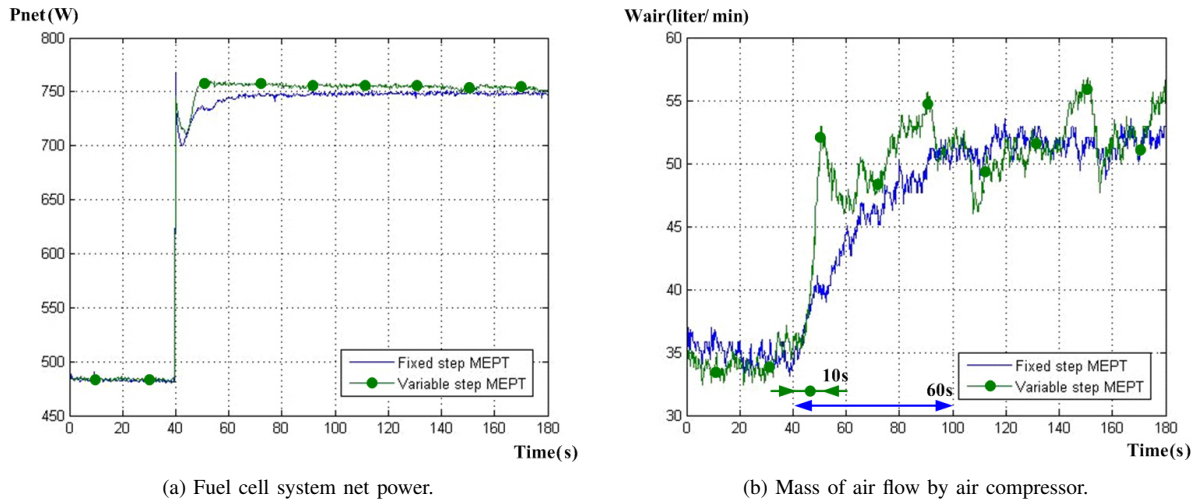 Pnet(W)
800
750
700
650
600
550
500
450
0 20 40 60 80 100 120 140 160 180
Time(s)
Fixed step MEPT
Variable step MEPT
(a) Fuel cell system net power.
Wair(liter/ min)
60
55
50
45
40
35
30
0 20 40 60 80 100 120 140 160 180
Time(s)
10s
60s
Fixed step MEPT
Variable step MEPT
(b) Mass of air flow by air compressor.